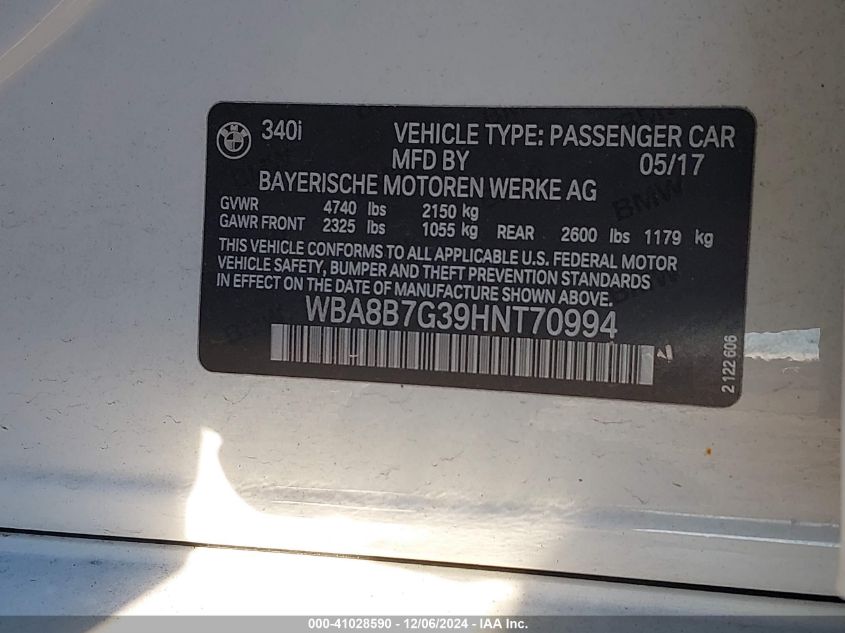 340i VEHICLE TYPE: PASSENGER CAR
MFD BY 05/17
BAYERISCHE MOTOREN WERKE AG
GVWR 4740 lbs 2150 kg
GAWR FRONT 2325 lbs 1055 kg REAR 2600 lbs 1179 kg
THIS VEHICLE CONFORMS TO ALL APPLICABLE U.S. FEDERAL MOTOR
VEHICLE SAFETY, BUMPER AND THEFT PREVENTION STANDARDS
IN EFFECT ON THE DATE OF MANUFACTURE SHOWN ABOVE.
WBA8B7G39HNT70994
2 122 606
000-41028590 - 12/06/2024 - IAA Inc.